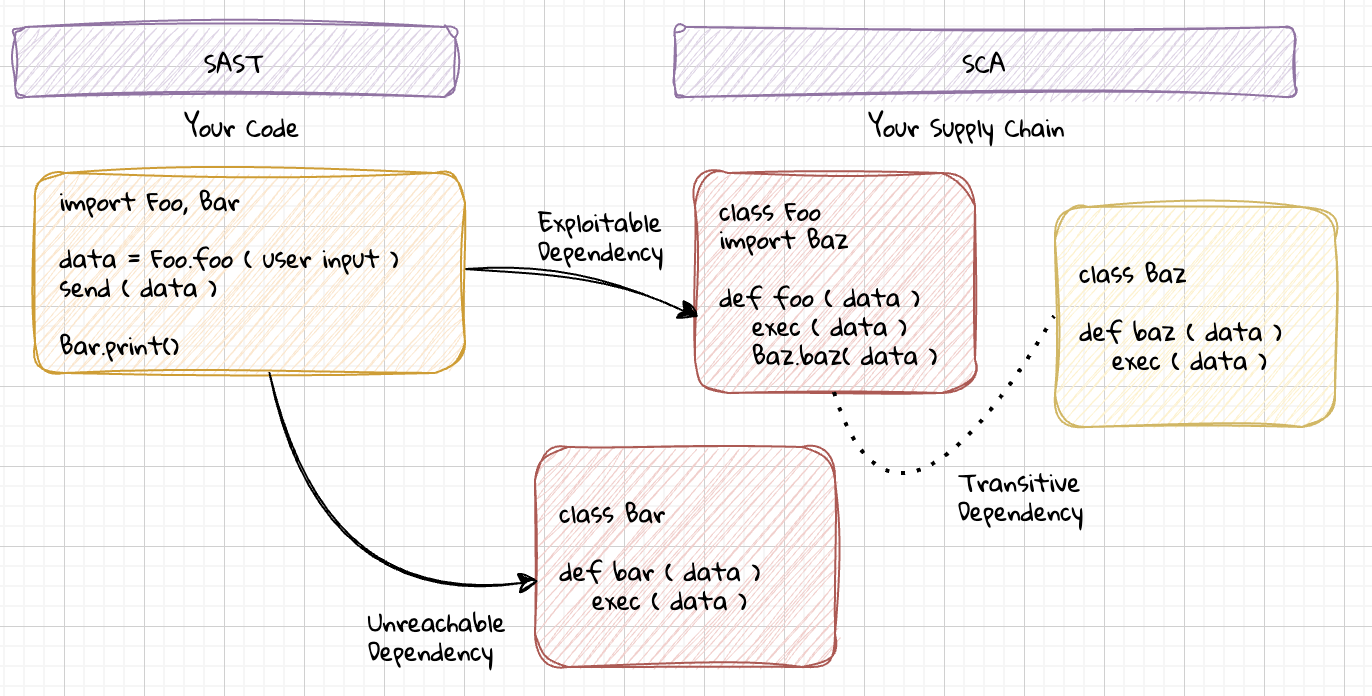 SAST
SCA
Your Code
Your Supply Chain
import Foo, Bar
data = Foo.foo ( user input )
send ( data )
Bar.print()
Exploitable
Dependency
class Foo
import Baz
def foo ( data )
exec ( data )
Baz.baz( data )
class Baz
def baz ( data )
exec ( data )
Transitive
Dependency
class Bar
def bar ( data )
exec ( data )
Unreachable
Dependency